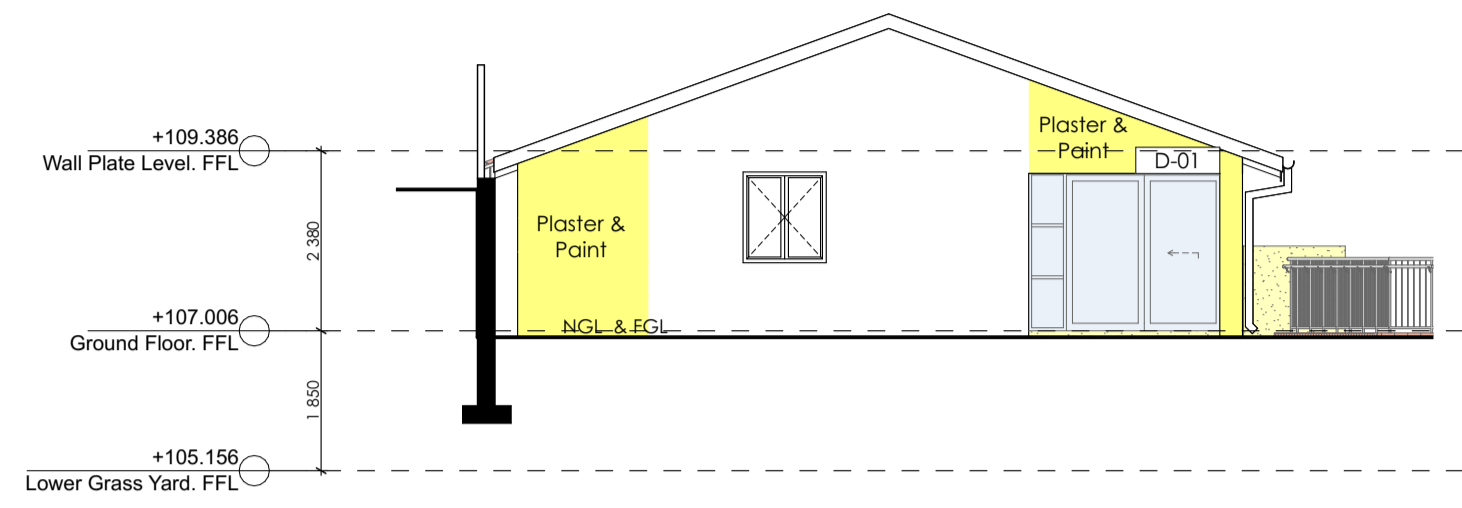 +109.386
Wall Plate Level. FFL
2 380
+107.006
Ground Floor. FFL
1 850
+105.156
Lower Grass Yard. FFL
Plaster &
Paint
NGL & FGL
Plaster &
Paint
D-01